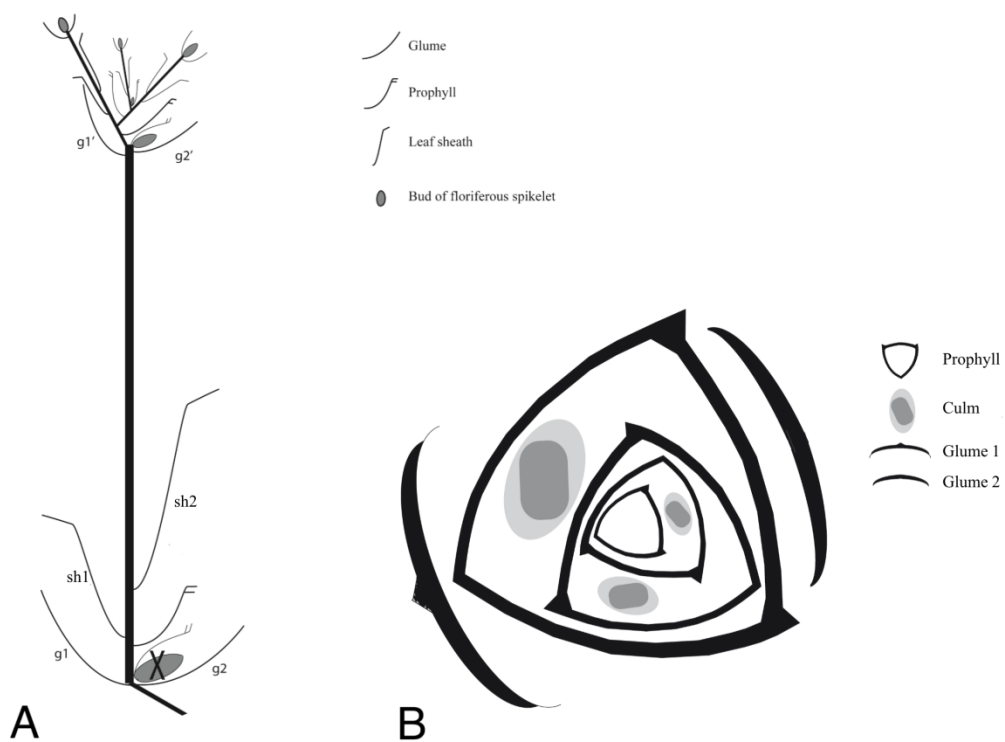 Glume
Prophyll
Leaf sheath
Bud of floriferous spikelet
g1'
g2'
sh2
sh1
g1
X
g2
A
Prophyll
Culm
Glume 1
Glume 2
B